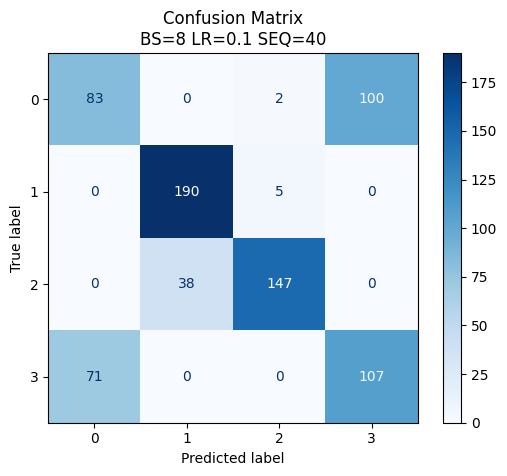 Confusion Matrix
BS=8 LR=0.1 SEQ=40
True label
0 83 0 2 100
1 0 190 5 0
2 0 38 147 0
3 71 0 0 107
0 1 2 3
Predicted label
175
150
125
100
75
50
25
0